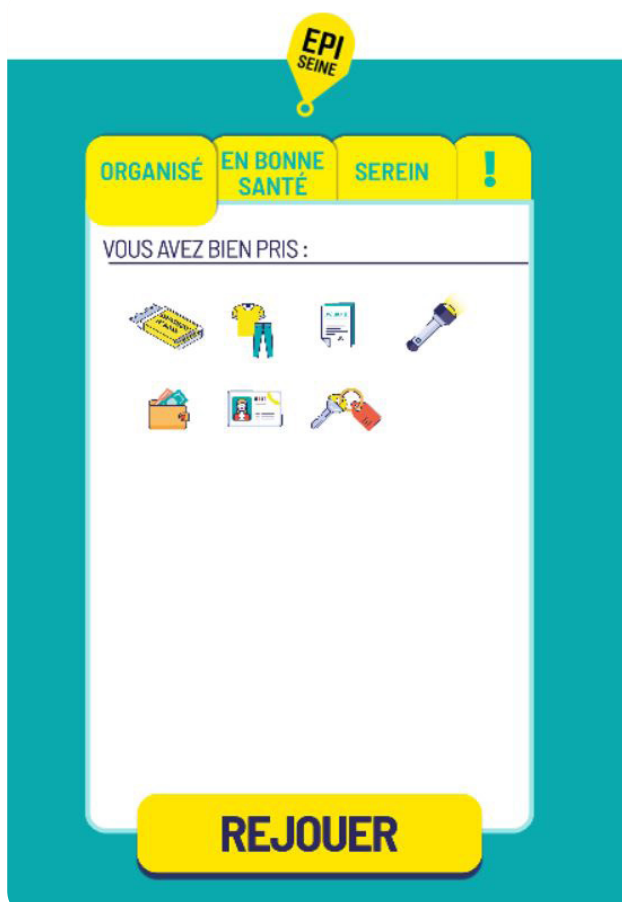 EPI
SEINE
ORGANISÉ
EN BONNE
SANTÉ
SEREIN
!
VOUS AVEZ BIEN PRIS :
REJOUER